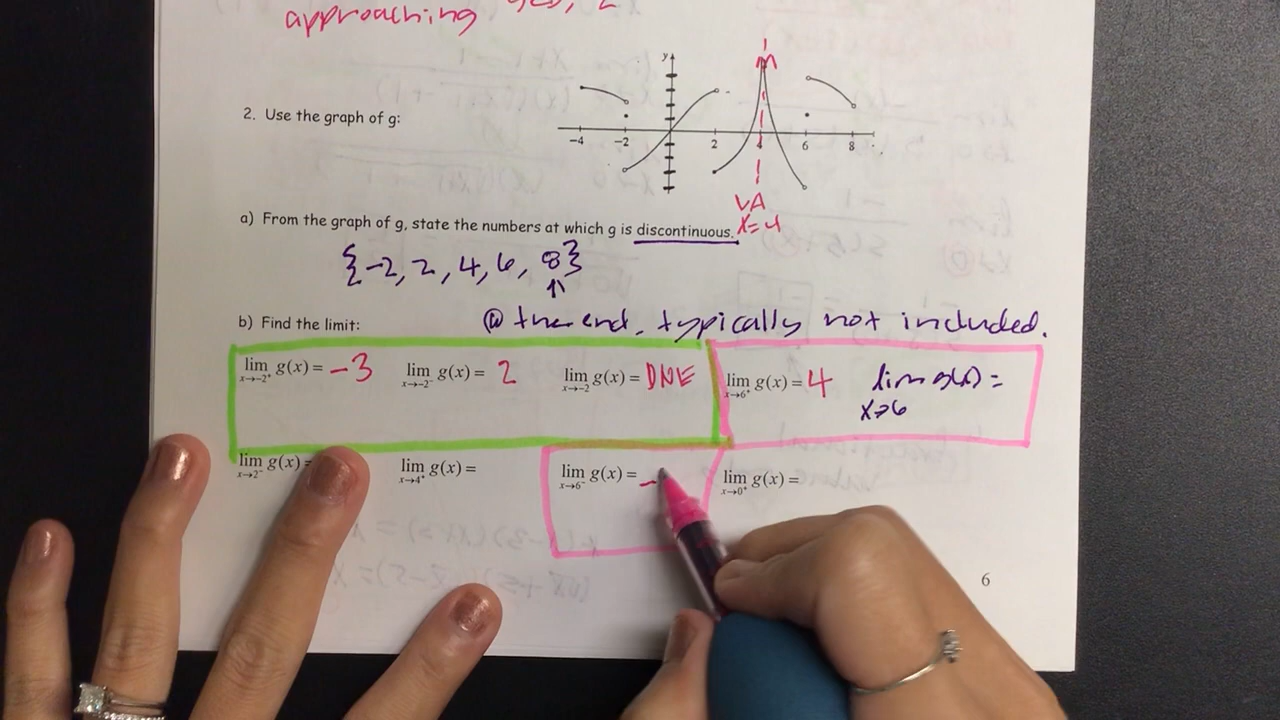 approaching
y
2. Use the graph of g:
-4 -2 2 4 6 8
VA
x=4
a) From the graph of g, state the numbers at which g is discontinuous.
{-2, 2, 4, 6, 8}
@ the end, typically not included.
b) Find the limit:
lim x→-2⁺ g(x) = -3 lim x→-2⁻ g(x) = 2 lim x→-2 g(x) = DNE lim x→6⁺ g(x) = 4 lim x→6 g(x) =
lim x→2⁻ g(x) = lim x→4⁺ g(x) = lim x→6⁻ g(x) = - lim x→0⁺ g(x) =
6